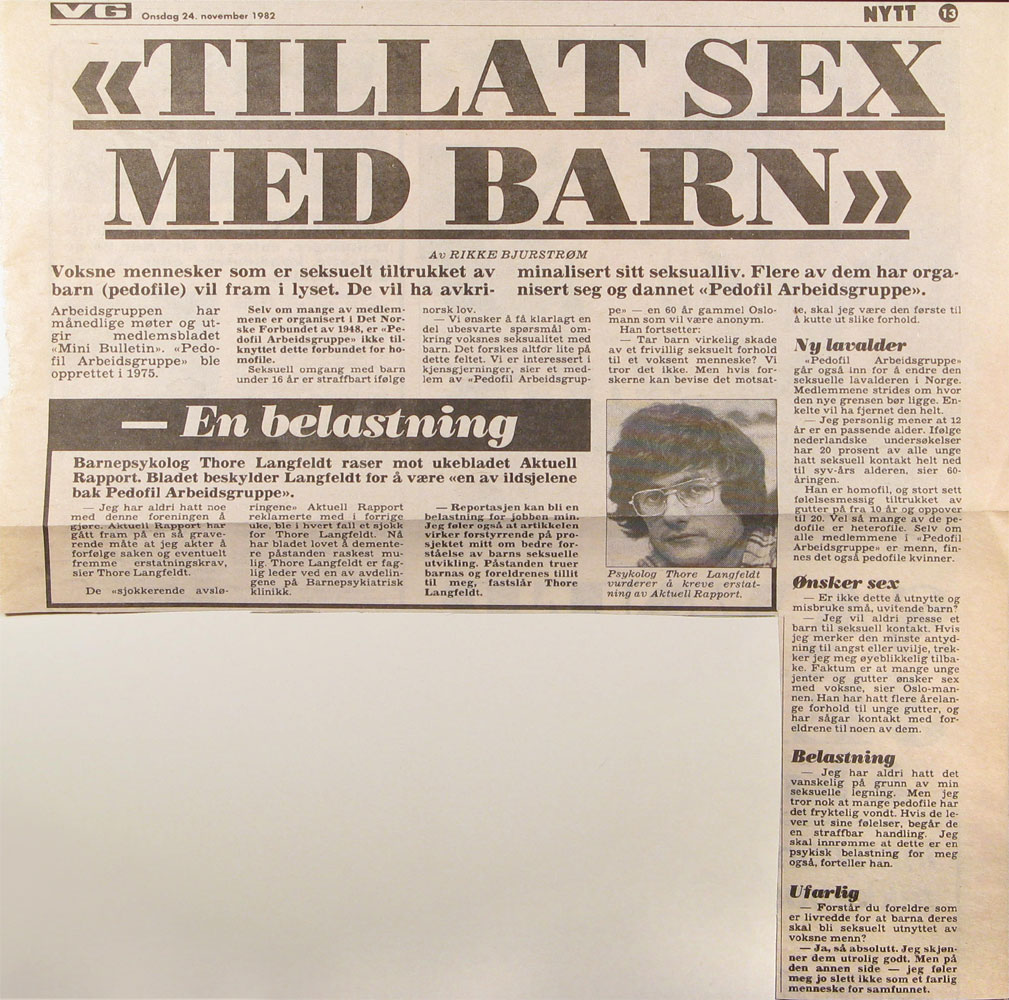 VG Onsdag 24. november 1982 NYTT 13
«TILLAT SEX
MED BARN»
Av RIKKE BJURSTRØM
Voksne mennesker som er seksuelt tiltrukket av
barn (pedofile) vil fram i lyset. De vil ha avkri-
minalisert sitt seksualliv. Flere av dem har orga-
nisert seg og dannet «Pedofil Arbeidsgruppe».
Arbeidsgruppen har
månedlige møter og ut-
gir medlemsbladet
«Mini Bulletin». «Pedo-
fil Arbeidsgruppe» ble
opprettet i 1975.
Selv om mange av medlem-
mene er organisert i Det Nor-
ske Forbundet av 1948, er «Pe-
dofil Arbeidsgruppe» ikke til-
knyttet dette forbundet for ho-
mofile.
Seksuell omgang med barn
under 16 år er straffbart ifølge
norsk lov.
— Vi ønsker å få klarlagt en
del ubesvarte spørsmål om-
kring voksnes seksualitet med
barn. Det forskes altfor lite på
dette feltet. Vi er interessert i
kjensgjerninger, sier et med-
lem av «Pedofil Arbeidsgrup-
pe» — en 60 år gammel Oslo-
mann som vil være anonym.
Han fortsetter:
— Tar barn virkelig skade
av et frivillig seksuelt forhold
til et voksent menneske? Vi
tror det ikke. Men hvis for-
skerne kan bevise det motsat-
te, skal jeg være den første til
å kutte ut slike forhold.
Ny lavalder
«Pedofil Arbeidsgruppe»
går også inn for å endre den
seksuelle lavalderen i Norge.
Medlemmene strides om hvor
den nye grensen bør ligge. En-
kelte vil ha fjernet den helt.
— Jeg personlig mener at 12
år er en passende alder. Ifølge
nederlandske undersøkelser
har 20 prosent av alle unge
hatt seksuell kontakt helt ned
til syv-års alderen, sier 60-
åringen.
Han er homofil, og stort sett
følelsesmessig tiltrukket av
gutter på fra 10 år og oppover
til 20. Vel så mange av de pe-
dofile er heterofile. Selv om
alle medlemmene i «Pedofil
Arbeidsgruppe» er menn, fin-
nes det også pedofile kvinner.
Ønsker sex
— Er ikke dette å utnytte og
misbruke små, uvitende barn?
— Jeg vil aldri presse et
barn til seksuell kontakt. Hvis
jeg merker den minste antyd-
ning til angst eller uvilje, trek-
ker jeg meg øyeblikkelig tilba-
ke. Faktum er at mange unge
jenter og gutter ønsker sex
med voksne, sier Oslo-man-
nen. Han har hatt flere årelan-
ge forhold til unge gutter, og
har sågar kontakt med for-
eldrene til noen av dem.
Belastning
— Jeg har aldri hatt det
vanskelig på grunn av min
seksuelle legning. Men jeg
tror nok at mange pedofile har
det fryktelig vondt. Hvis de le-
ver ut sine følelser, begår de
en straffbar handling. Jeg
skal innrømme at dette er en
psykisk belastning for meg
også, forteller han.
Ufarlig
— Forstår du foreldre som
er livredde for at barna deres
skal bli seksuelt utnyttet av
voksne menn?
— Ja, så absolutt. Jeg skjøn-
ner dem utrolig godt. Men på
den annen side — jeg føler
meg jo slett ikke som et farlig
menneske for samfunnet.
— En belastning
Barnepsykolog Thore Langfeldt raser mot ukebladet Aktuell
Rapport. Bladet beskylder Langfeldt for å være «en av ildsjelene
bak Pedofil Arbeidsgruppe».
— Jeg har aldri hatt noe
med denne foreningen å
gjøre. Aktuell Rapport har
gått fram på en så grave-
rende måte at jeg akter å
forfølge saken og eventuelt
fremme erstatningskrav,
sier Thore Langfeldt.
De «sjokkerende avslø-
ringene» Aktuell Rapport
reklamerte med i forrige
uke, ble i hvert fall et sjokk
for Thore Langfeldt. Nå
har bladet lovet å demente-
re påstanden raskest mu-
lig. Thore Langfeldt er fag-
lig leder ved en av avdelin-
gene på Barnepsykiatrisk
klinikk.
— Reportasjen kan bli en
belastning for jobben min.
Jeg føler også at artikkelen
virker forstyrrende på pro-
sjektet mitt om bedre for-
ståelse av barns seksuelle
utvikling. Påstanden truer
barnas og foreldrenes tillit
til meg, fastslår Thore
Langfeldt.
Psykolog Thore Langfeldt
vurderer å kreve erstat-
ning av Aktuell Rapport.